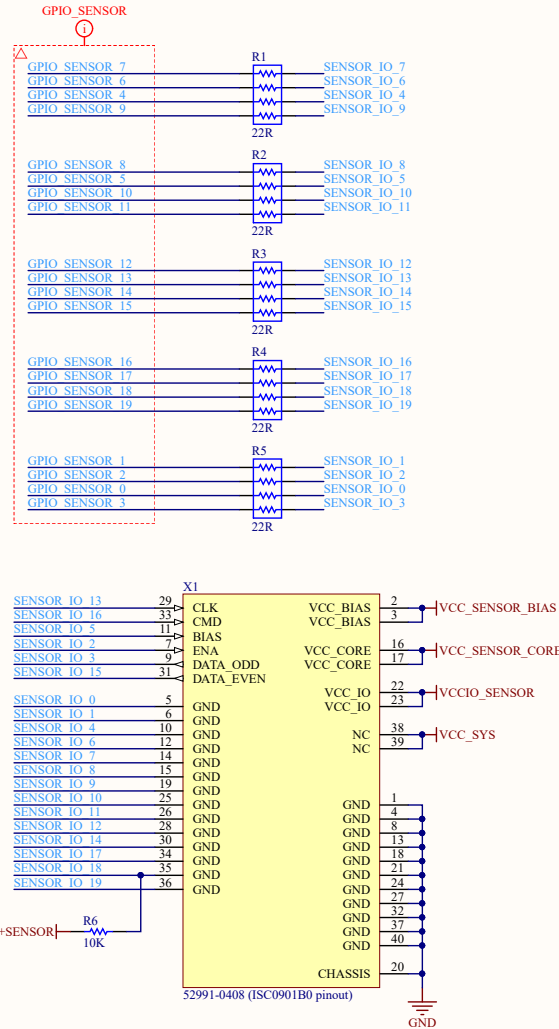 GPIO_SENSOR
i
R1
GPIO_SENSOR_7 SENSOR_IO_7
GPIO_SENSOR_6 SENSOR_IO_6
GPIO_SENSOR_4 SENSOR_IO_4
GPIO_SENSOR_9 SENSOR_IO_9
22R
R2
GPIO_SENSOR_8 SENSOR_IO_8
GPIO_SENSOR_5 SENSOR_IO_5
GPIO_SENSOR_10 SENSOR_IO_10
GPIO_SENSOR_11 SENSOR_IO_11
22R
R3
GPIO_SENSOR_12 SENSOR_IO_12
GPIO_SENSOR_13 SENSOR_IO_13
GPIO_SENSOR_14 SENSOR_IO_14
GPIO_SENSOR_15 SENSOR_IO_15
22R
R4
GPIO_SENSOR_16 SENSOR_IO_16
GPIO_SENSOR_17 SENSOR_IO_17
GPIO_SENSOR_18 SENSOR_IO_18
GPIO_SENSOR_19 SENSOR_IO_19
22R
R5
GPIO_SENSOR_1 SENSOR_IO_1
GPIO_SENSOR_2 SENSOR_IO_2
GPIO_SENSOR_0 SENSOR_IO_0
GPIO_SENSOR_3 SENSOR_IO_3
22R
X1
SENSOR_IO_13 29 CLK
SENSOR_IO_16 33 CMD
SENSOR_IO_5 11 BIAS
SENSOR_IO_2 7 ENA
SENSOR_IO_3 9 DATA_ODD
SENSOR_IO_15 31 DATA_EVEN
SENSOR_IO_0 5 GND
SENSOR_IO_1 6 GND
SENSOR_IO_4 10 GND
SENSOR_IO_6 12 GND
SENSOR_IO_7 14 GND
SENSOR_IO_8 15 GND
SENSOR_IO_9 19 GND
SENSOR_IO_10 25 GND
SENSOR_IO_11 26 GND
SENSOR_IO_12 28 GND
SENSOR_IO_14 30 GND
SENSOR_IO_17 34 GND
SENSOR_IO_18 35 GND
SENSOR_IO_19 36 GND
+SENSOR R6
10K
VCC_BIAS 2 VCC_SENSOR_BIAS
VCC_BIAS 3
VCC_CORE 16 VCC_SENSOR_CORE
VCC_CORE 17
VCC_IO 22 VCCIO_SENSOR
VCC_IO 23
NC 38 VCC_SYS
NC 39
GND 1
GND 4
GND 8
GND 13
GND 18
GND 21
GND 24
GND 27
GND 32
GND 37
GND 40
CHASSIS 20
52991-0408 (ISC0901B0 pinout)
GND